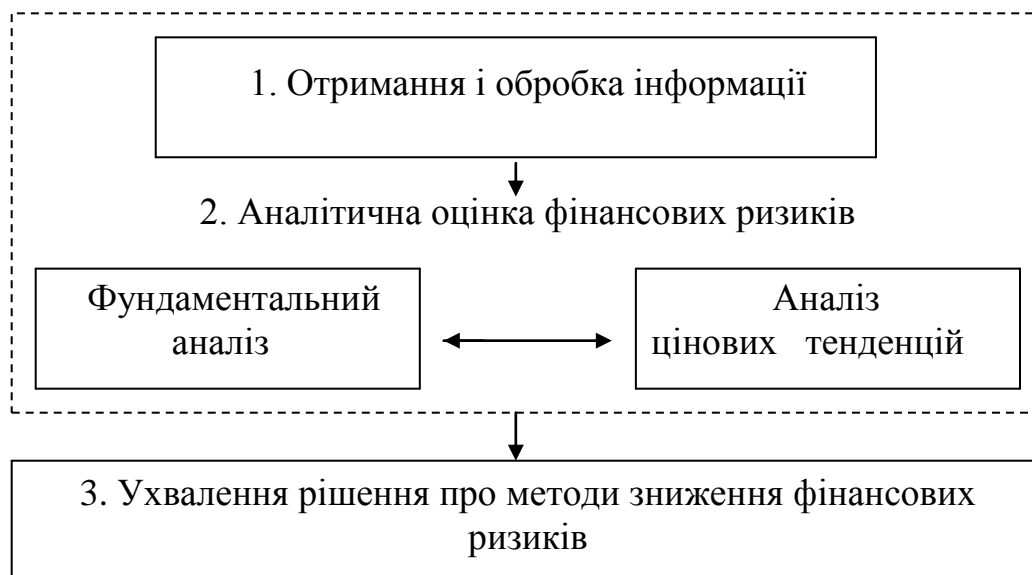 1. Отримання і обробка інформації
2. Аналітична оцінка фінансових ризиків
Фундаментальний
аналіз
Аналіз
цінових тенденцій
3. Ухвалення рішення про методи зниження фінансових
ризиків